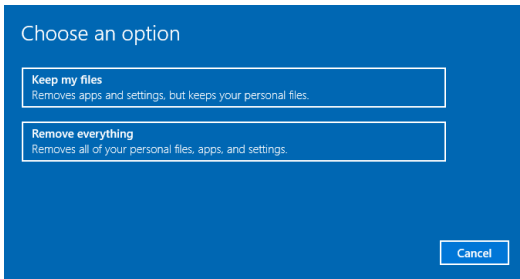 Choose an option
Keep my files
Removes apps and settings, but keeps your personal files.
Remove everything
Removes all of your personal files, apps, and settings.
Cancel